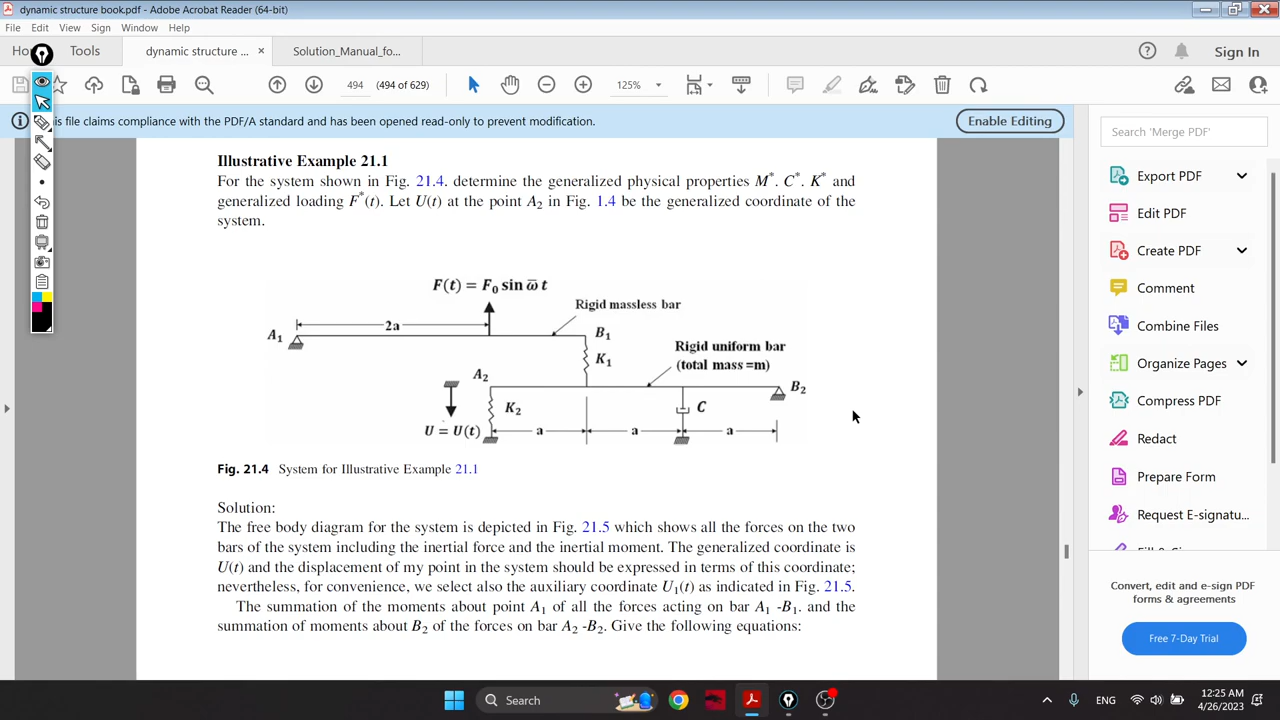 dynamic structure book.pdf - Adobe Acrobat Reader (64-bit)
File Edit View Sign Window Help
Ho Tools dynamic structure ... × Solution_Manual_fo... Sign In
494 (494 of 629) 125%
is file claims compliance with the PDF/A standard and has been opened read-only to prevent modification. Enable Editing
Illustrative Example 21.1
For the system shown in Fig. 21.4. determine the generalized physical properties M*. C*. K* and
generalized loading F*(t). Let U(t) at the point A2 in Fig. 1.4 be the generalized coordinate of the
system.
F(t) = F0 sin ω̅ t
Rigid massless bar
2a
A1
B1
K1
Rigid uniform bar
(total mass =m)
A2
B2
K2
C
U = U(t)
a a a
Fig. 21.4 System for Illustrative Example 21.1
Solution:
The free body diagram for the system is depicted in Fig. 21.5 which shows all the forces on the two
bars of the system including the inertial force and the inertial moment. The generalized coordinate is
U(t) and the displacement of my point in the system should be expressed in terms of this coordinate;
nevertheless, for convenience, we select also the auxiliary coordinate U1(t) as indicated in Fig. 21.5.
The summation of the moments about point A1 of all the forces acting on bar A1 -B1. and the
summation of moments about B2 of the forces on bar A2 -B2. Give the following equations:
Search 'Merge PDF'
Export PDF
Edit PDF
Create PDF
Comment
Combine Files
Organize Pages
Compress PDF
Redact
Prepare Form
Request E-signatu...
Convert, edit and e-sign PDF
forms & agreements
Free 7-Day Trial
Search
ENG
12:25 AM
4/26/2023